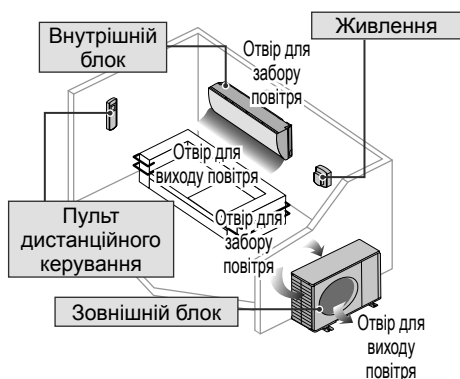 Внутрішній
блок
Живлення
Отвір для
забору
повітря
Отвір для
виходу повітря
Пульт
дистанційного
керування
Отвір для
забору
повітря
Зовнішній блок
Отвір для
виходу
повітря